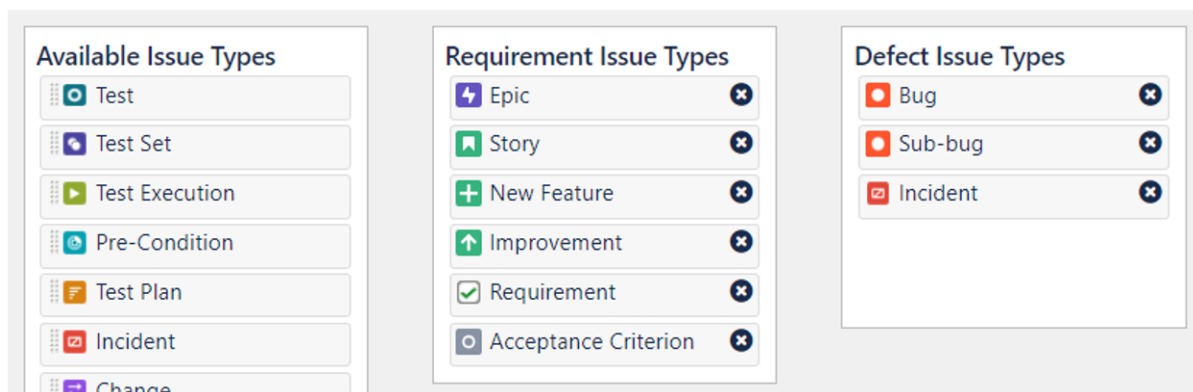 Available Issue Types
Test
Test Set
Test Execution
Pre-Condition
Test Plan
Incident
Change
Requirement Issue Types
Epic
Story
New Feature
Improvement
Requirement
Acceptance Criterion
Defect Issue Types
Bug
Sub-bug
Incident